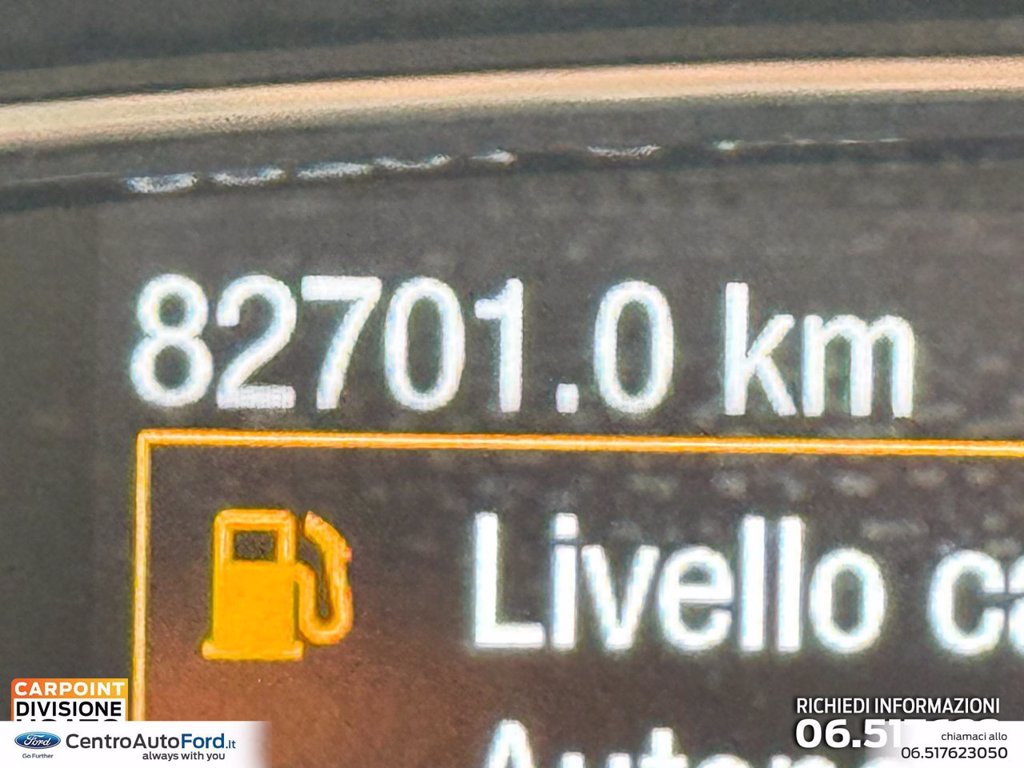 82701.0 km
Livello
CARPOINT
DIVISIONE
Ford
Go Further
CentroAutoFord.it
always with you
RICHIEDI INFORMAZIONI
chiamaci allo
06.517623050